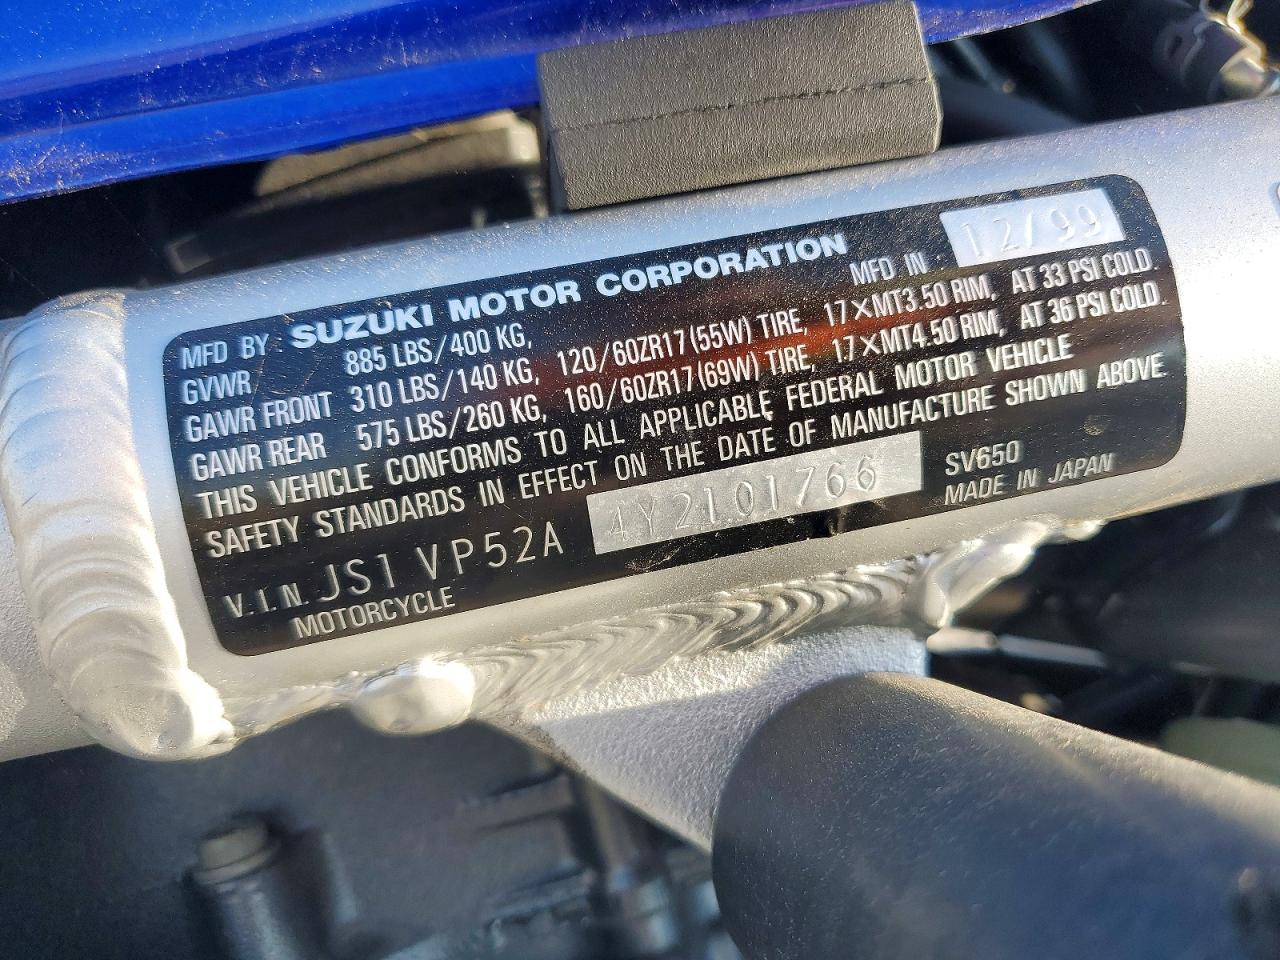 MFD BY SUZUKI MOTOR CORPORATION MFD IN 12/99
GVWR 885 LBS/400 KG,
GAWR FRONT 310 LBS/140 KG, 120/60ZR17(55W) TIRE, 17×MT3.50 RIM, AT 33 PSI COLD.
GAWR REAR 575 LBS/260 KG, 160/60ZR17(69W) TIRE, 17×MT4.50 RIM, AT 36 PSI COLD.
THIS VEHICLE CONFORMS TO ALL APPLICABLE FEDERAL MOTOR VEHICLE
SAFETY STANDARDS IN EFFECT ON THE DATE OF MANUFACTURE SHOWN ABOVE.
V.I.N. JS1VP52A 4Y2101766 SV650
MOTORCYCLE MADE IN JAPAN